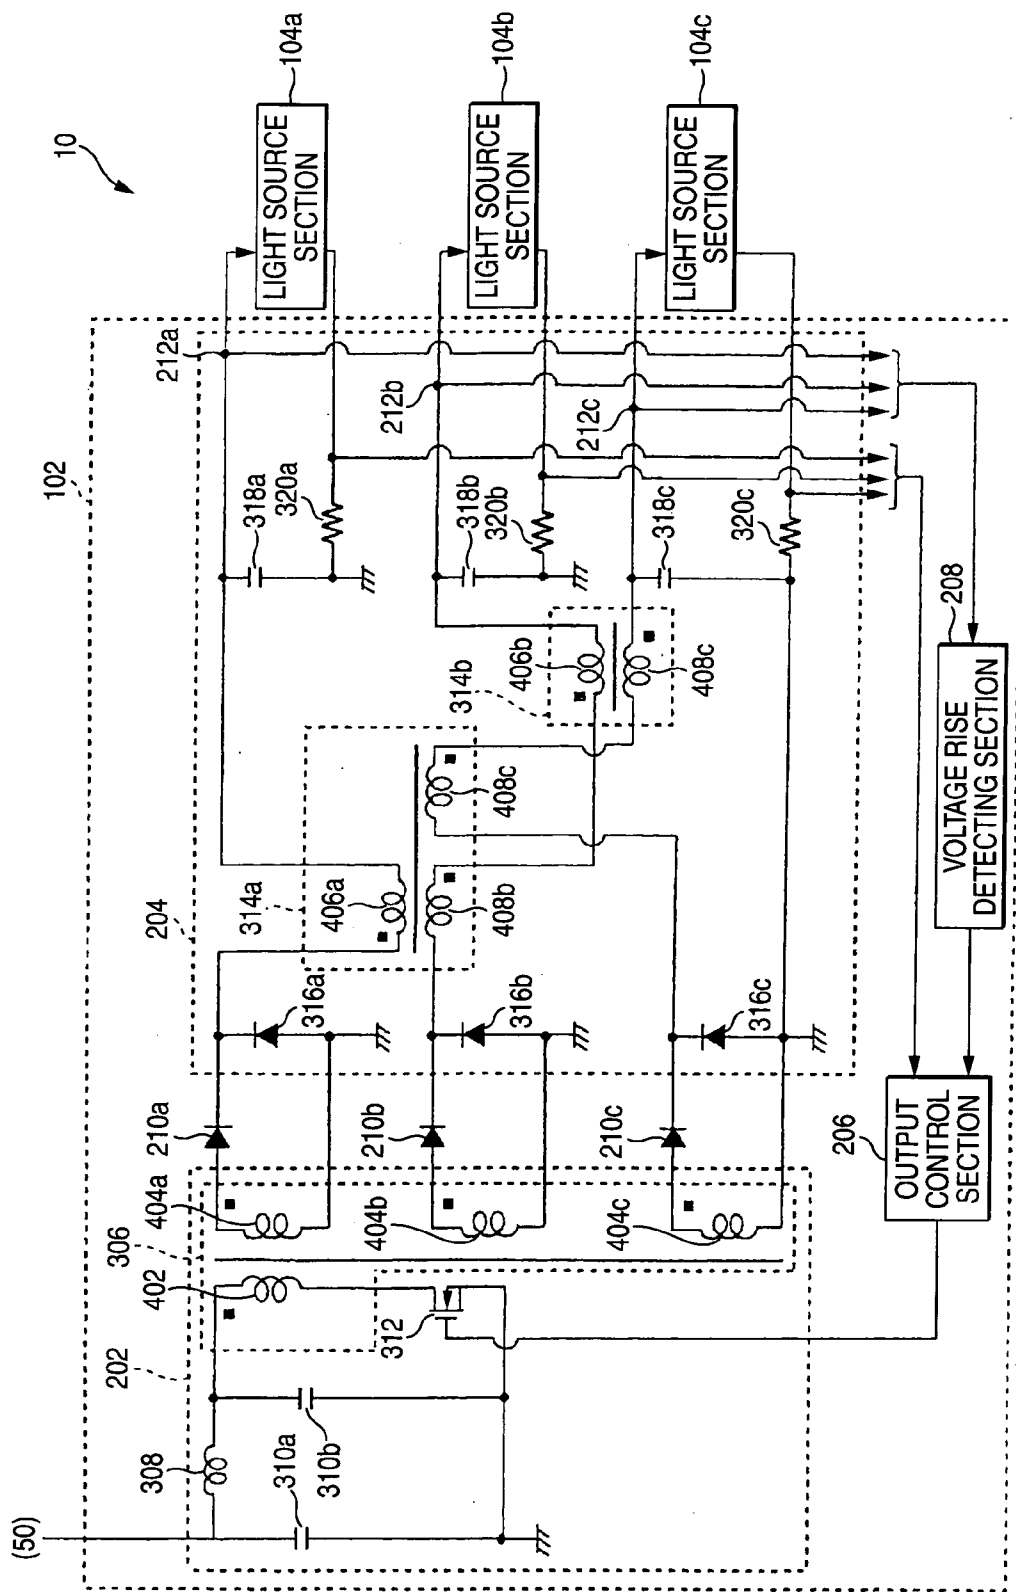 10
104a
104b
104c
LIGHT SOURCE
SECTION
LIGHT SOURCE
SECTION
LIGHT SOURCE
SECTION
102
212a
212b
212c
318a
320a
318b
320b
318c
320c
204
314a
406a
408b
408c
314b
406b
408c
208
VOLTAGE RISE
DETECTING SECTION
316a
316b
316c
210a
210b
210c
206
OUTPUT
CONTROL
SECTION
306
404a
404b
404c
402
312
202
308
310a
310b
(50)